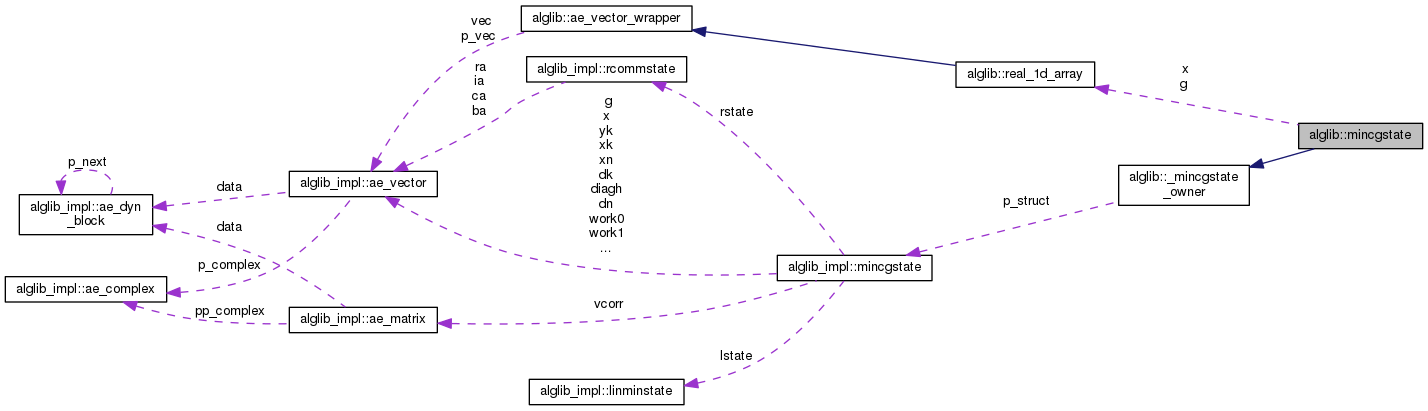 vec
p_vec
alglib::ae_vector_wrapper
ra
ia
ca
ba
alglib_impl::rcommstate
alglib::real_1d_array
x
g
alglib::mincgstate
g
x
yk
xk
xn
dk
diagh
dn
work0
work1
...
rstate
p_next
alglib_impl::ae_dyn
_block
data
alglib_impl::ae_vector
alglib::_mincgstate
_owner
p_struct
data
p_complex
alglib_impl::mincgstate
alglib_impl::ae_complex
pp_complex
alglib_impl::ae_matrix
vcorr
lstate
alglib_impl::linminstate